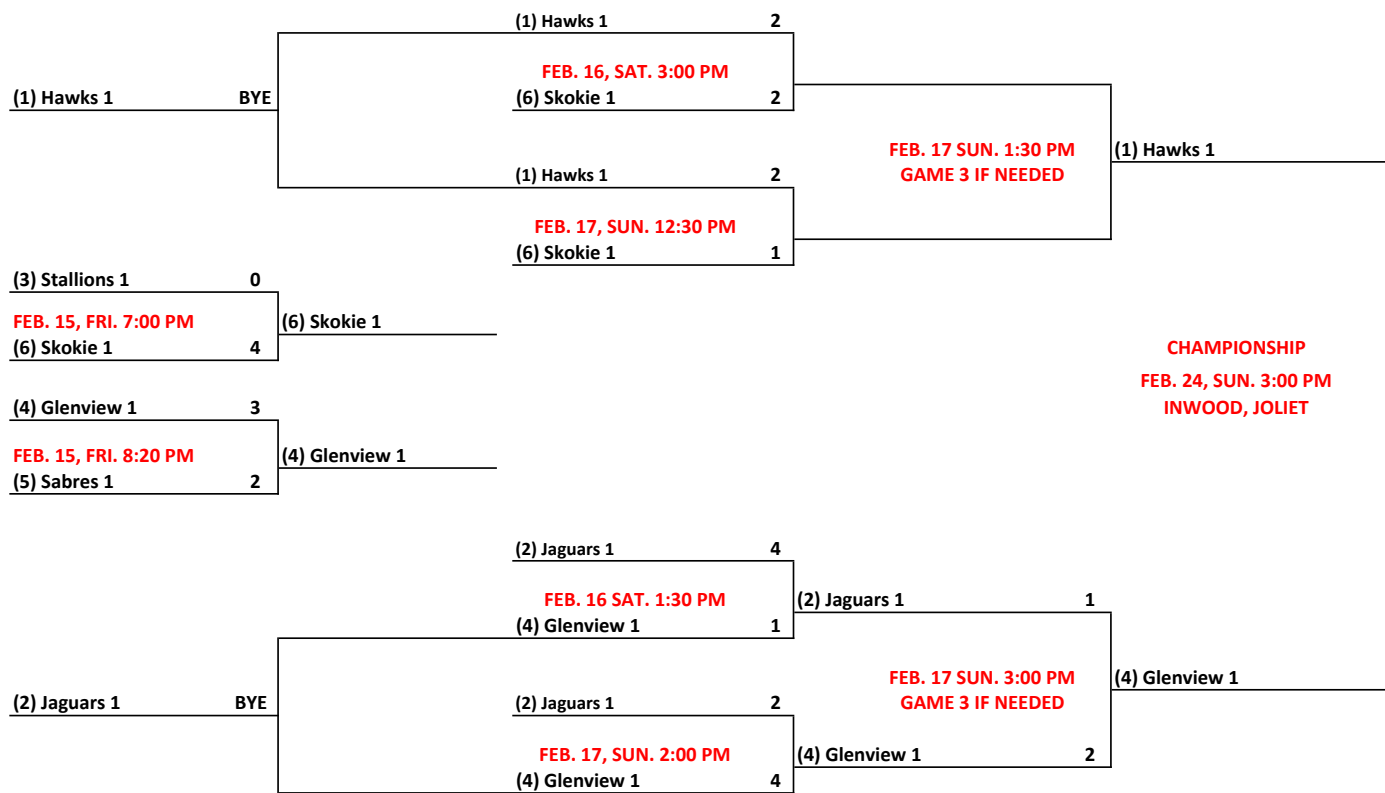 (1) Hawks 1 2
FEB. 16, SAT. 3:00 PM
(1) Hawks 1 BYE
(6) Skokie 1 2
FEB. 17 SUN. 1:30 PM
GAME 3 IF NEEDED
(1) Hawks 1
(1) Hawks 1 2
FEB. 17, SUN. 12:30 PM
(6) Skokie 1 1
(3) Stallions 1 0
FEB. 15, FRI. 7:00 PM
(6) Skokie 1
(6) Skokie 1 4
CHAMPIONSHIP
FEB. 24, SUN. 3:00 PM
INWOOD, JOLIET
(4) Glenview 1 3
FEB. 15, FRI. 8:20 PM
(4) Glenview 1
(5) Sabres 1 2
(2) Jaguars 1 4
FEB. 16 SAT. 1:30 PM
(2) Jaguars 1 1
(4) Glenview 1 1
FEB. 17 SUN. 3:00 PM
GAME 3 IF NEEDED
(4) Glenview 1
(2) Jaguars 1 BYE
(2) Jaguars 1 2
FEB. 17, SUN. 2:00 PM
(4) Glenview 1 2
(4) Glenview 1 4